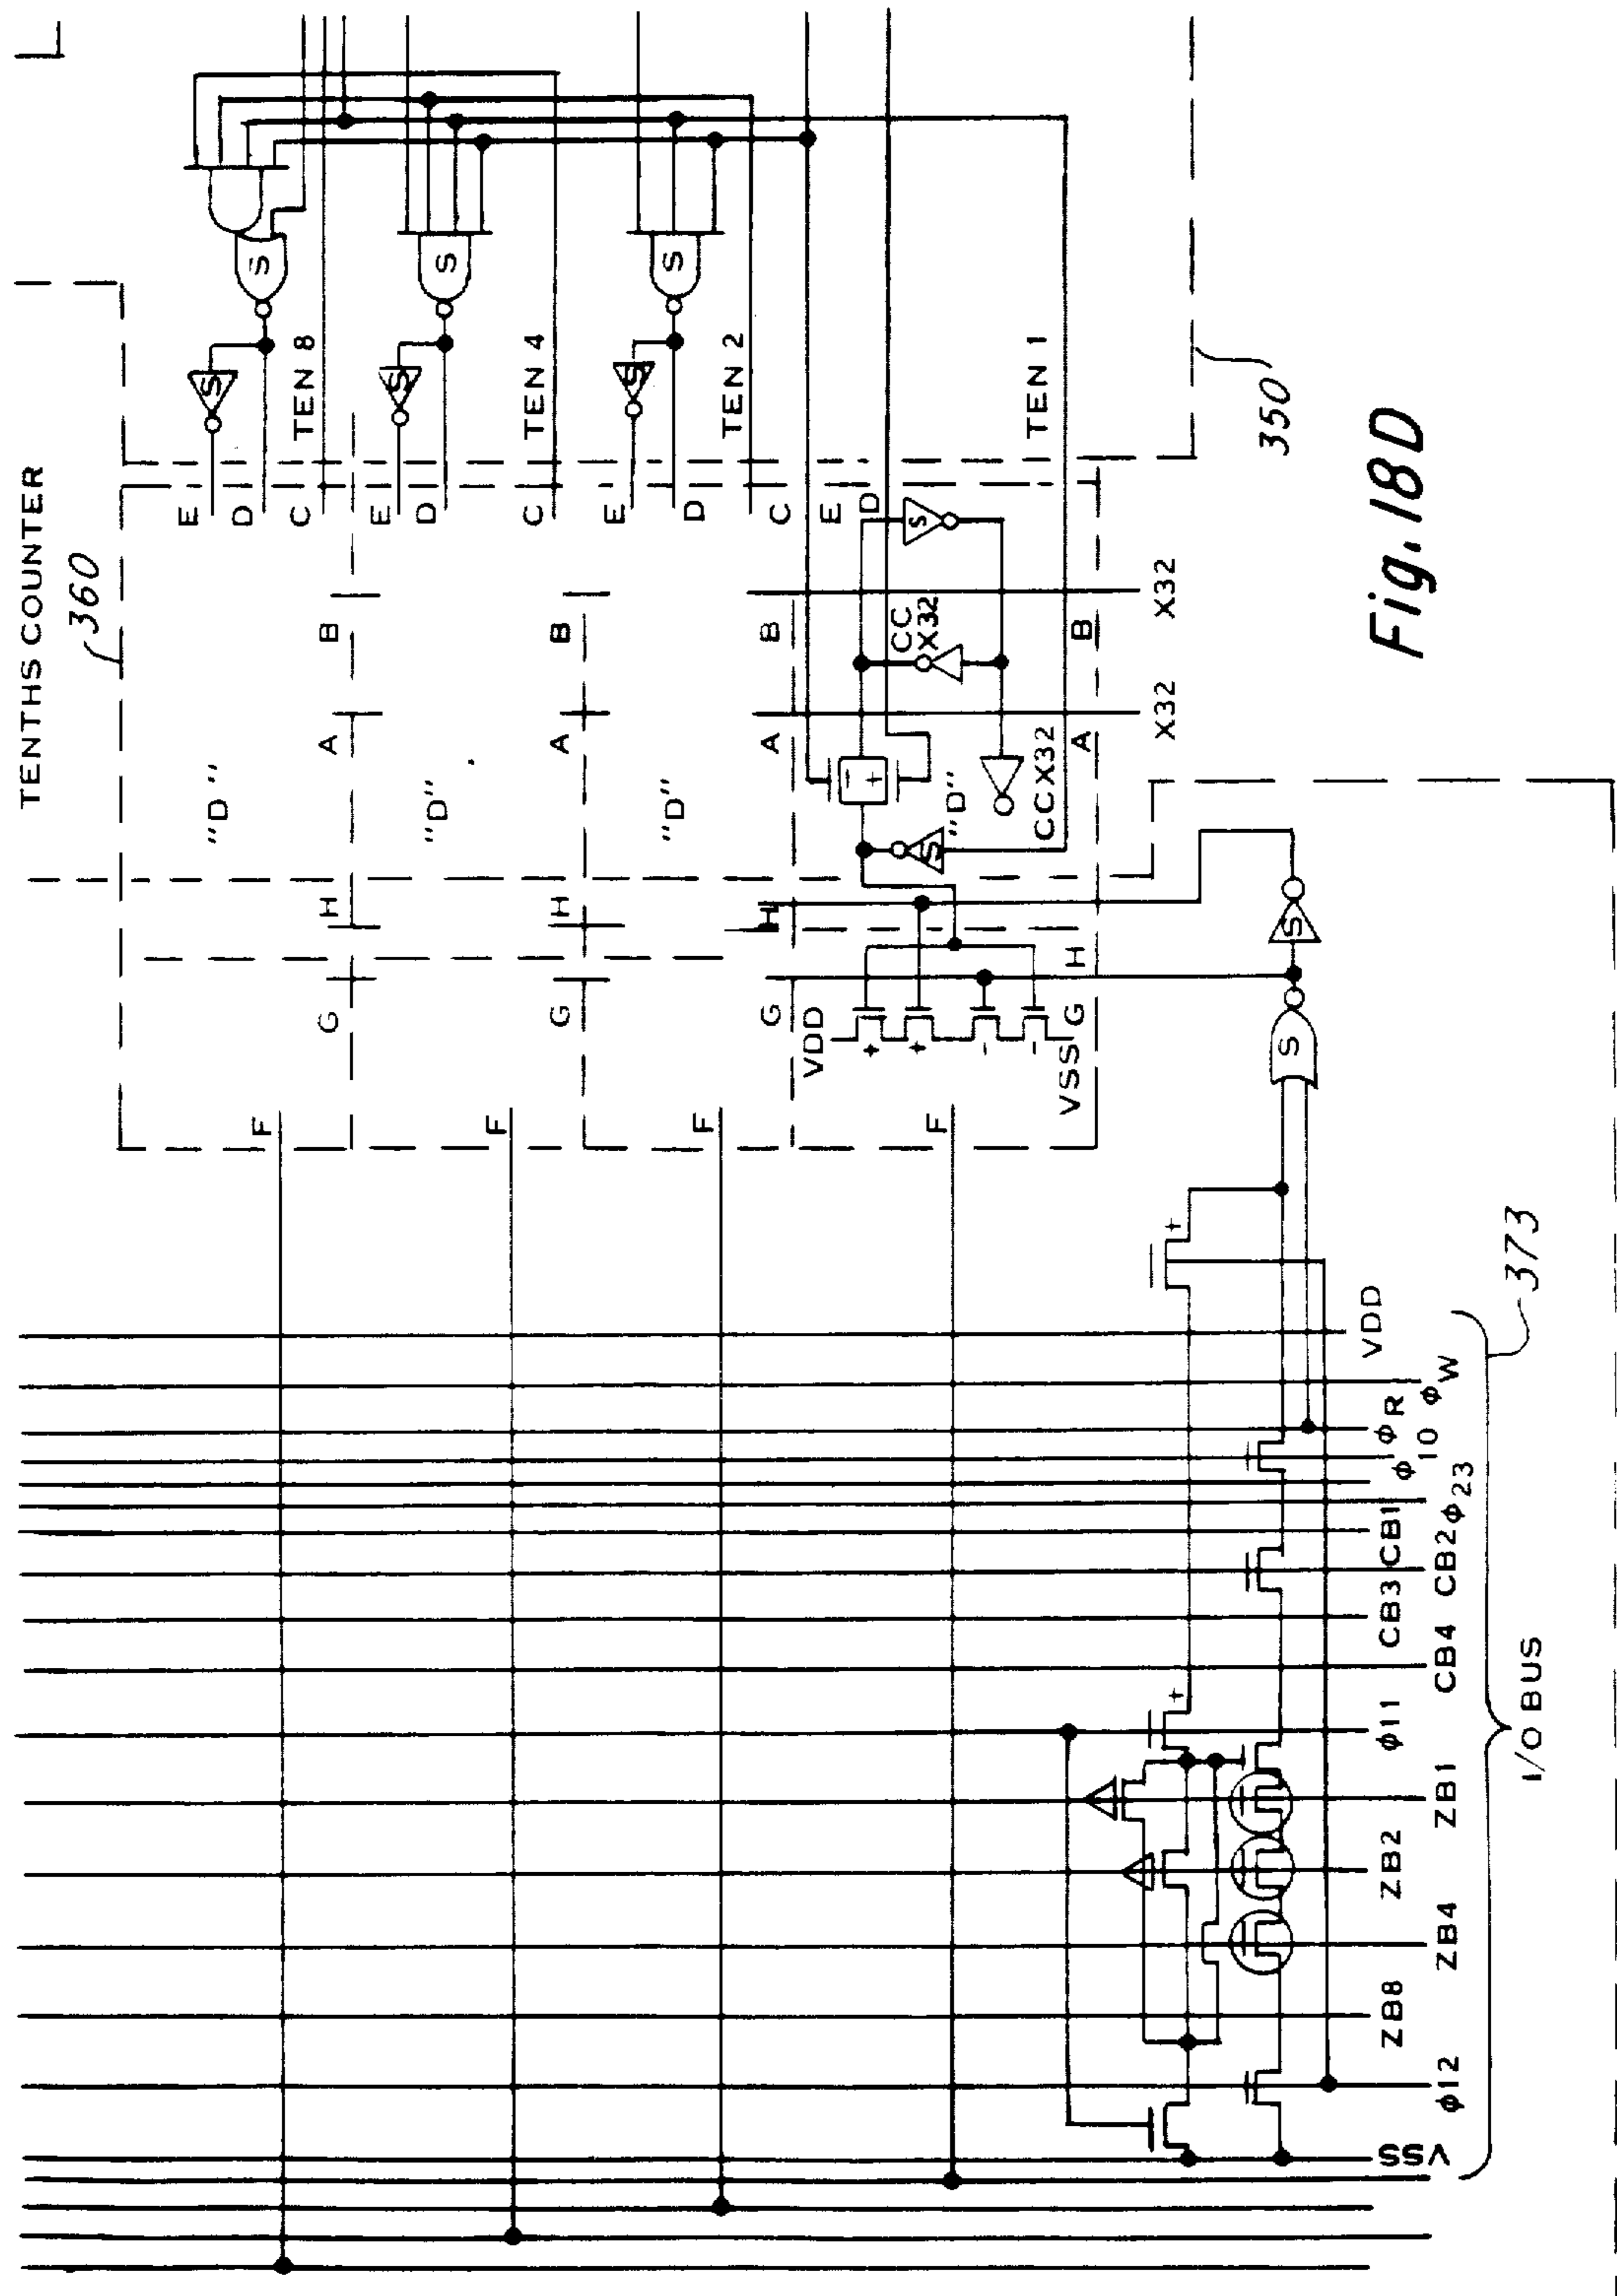 TENTHS COUNTER
360
E
D
C
TEN 8
E
D
C
TEN 4
E
D
C
TEN 2
E
D
TEN 1
S
S
S
S
S
S
"D"
"D"
"D"
"D"
A
B
A
B
A
B
A
B
H
H
H
H
G
G
G
G
F
F
F
F
VDD
VSS
+
+
-
-
-
+
S
S
CC
X32
CCX32
X32
X32
350
S
S
+
+
VDD
φW
φR
φ10
φ23
CB1
CB2
CB3
CB4
φ11
ZB1
ZB2
ZB4
ZB8
φ12
VSS
I/O BUS
373
Fig. 18D